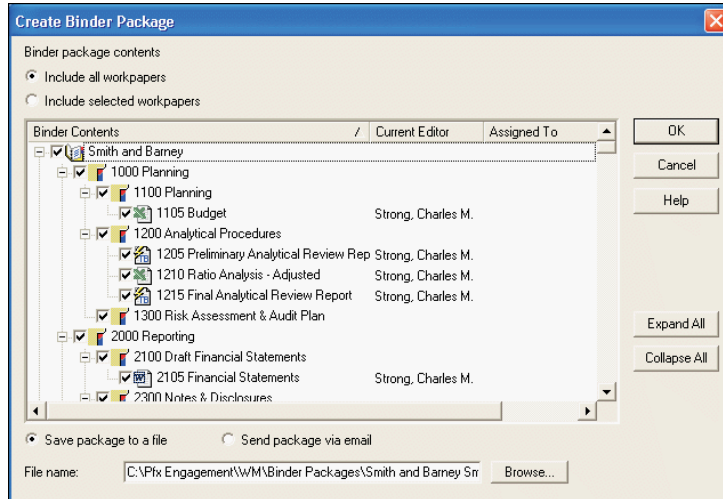 Create Binder Package
Binder package contents
Include all workpapers
Include selected workpapers
Binder Contents / Current Editor Assigned To
OK
Smith and Barney
1000 Planning
Cancel
1100 Planning
1105 Budget Strong, Charles M.
Help
1200 Analytical Procedures
1205 Preliminary Analytical Review Rep Strong, Charles M.
1210 Ratio Analysis - Adjusted Strong, Charles M.
1215 Final Analytical Review Report Strong, Charles M.
1300 Risk Assessment & Audit Plan
Expand All
2000 Reporting
2100 Draft Financial Statements
Collapse All
2105 Financial Statements Strong, Charles M.
2300 Notes & Disclosures
Save package to a file Send package via email
File name: C:\Pfx Engagement\WM\Binder Packages\Smith and Barney Sm Browse...